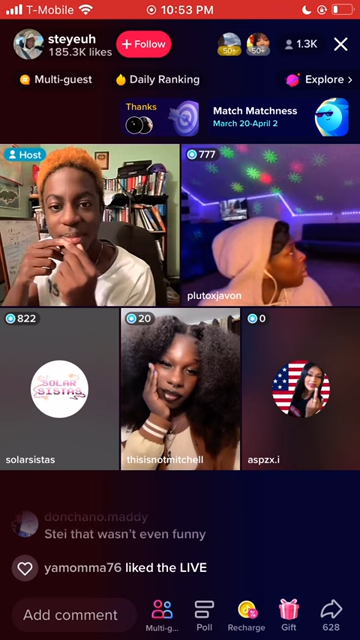 T-Mobile 10:53 PM
steyeuh
185.3K likes
+ Follow
50+ 50+
1.3K
Multi-guest
Daily Ranking
Explore >
Thanks
Match Matchness
March 20-April 2
Host
777
plutoxjavon
822
20
0
SOLAR
SISTAS
solarsistas
thisisnotmitchell
aspzx.i
donchano.maddy
Stei that wasn't even funny
yamomma76 liked the LIVE
Add comment
Multi-g...
Poll
Recharge
Gift
628